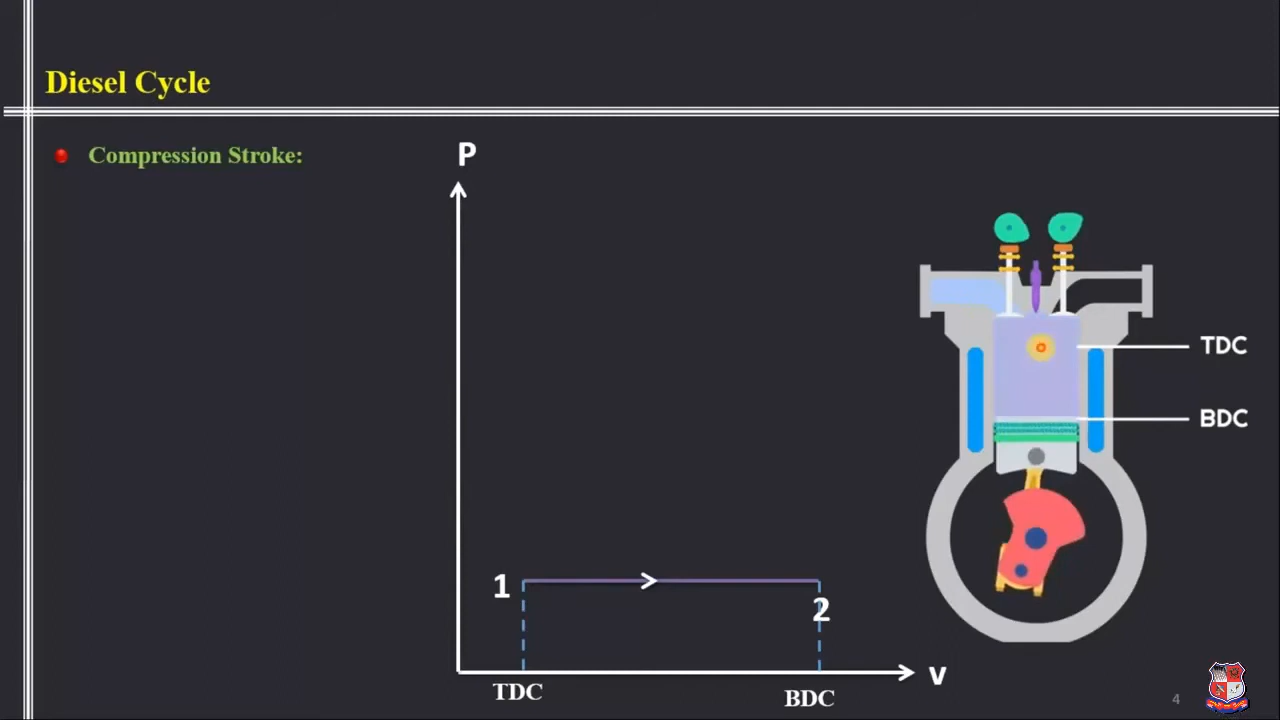 Diesel Cycle
Compression Stroke:
P
TDC
BDC
1
2
v
TDC
BDC
4